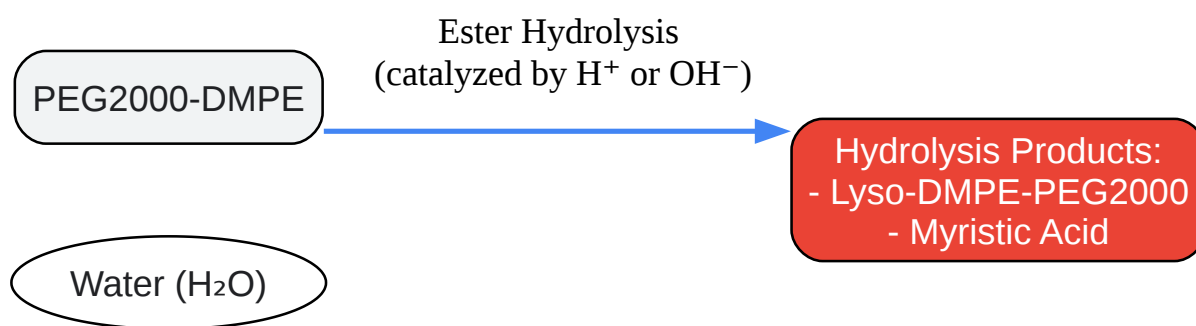 Ester Hydrolysis
(catalyzed by H⁺ or OH⁻)
PEG2000-DMPE
Hydrolysis Products:
- Lyso-DMPE-PEG2000
- Myristic Acid
Water (H₂O)